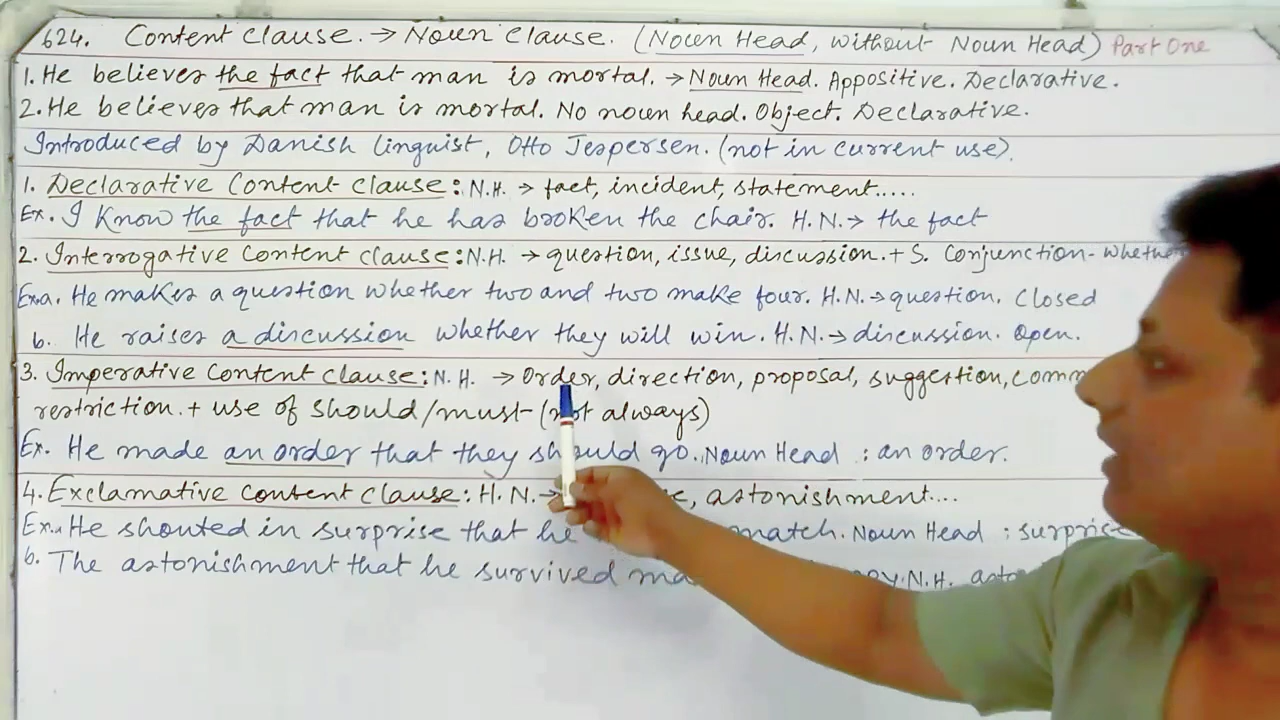 624. Content Clause. → Noun Clause. (Noun Head, without Noun Head) Part One
1. He believes the fact that man is mortal. → Noun Head. Appositive. Declarative.
2. He believes that man is mortal. No noun head. Object. Declarative.
Introduced by Danish linguist, Otto Jespersen. (not in current use).
1. Declarative Content Clause: N.H. → fact, incident, statement.....
Ex. I know the fact that he has broken the chair. H.N. → the fact
2. Interrogative Content Clause: N.H. → question, issue, discussion. + S. Conjunction - whether
Ex.a. He makes a question whether two and two make four. H.N. → question. Closed
b. He raises a discussion whether they will win. H.N. → discussion. Open.
3. Imperative Content Clause: N.H. → Order, direction, proposal, suggestion,
restriction. + use of should/must (not always)
Ex. He made an order that they should go. Noun Head : an order.
4. Exclamative Content Clause: H.N. → astonishment....
Ex.a He shouted in surprise that he match. Noun Head : surprise
b. The astonishment that he survived N.H.